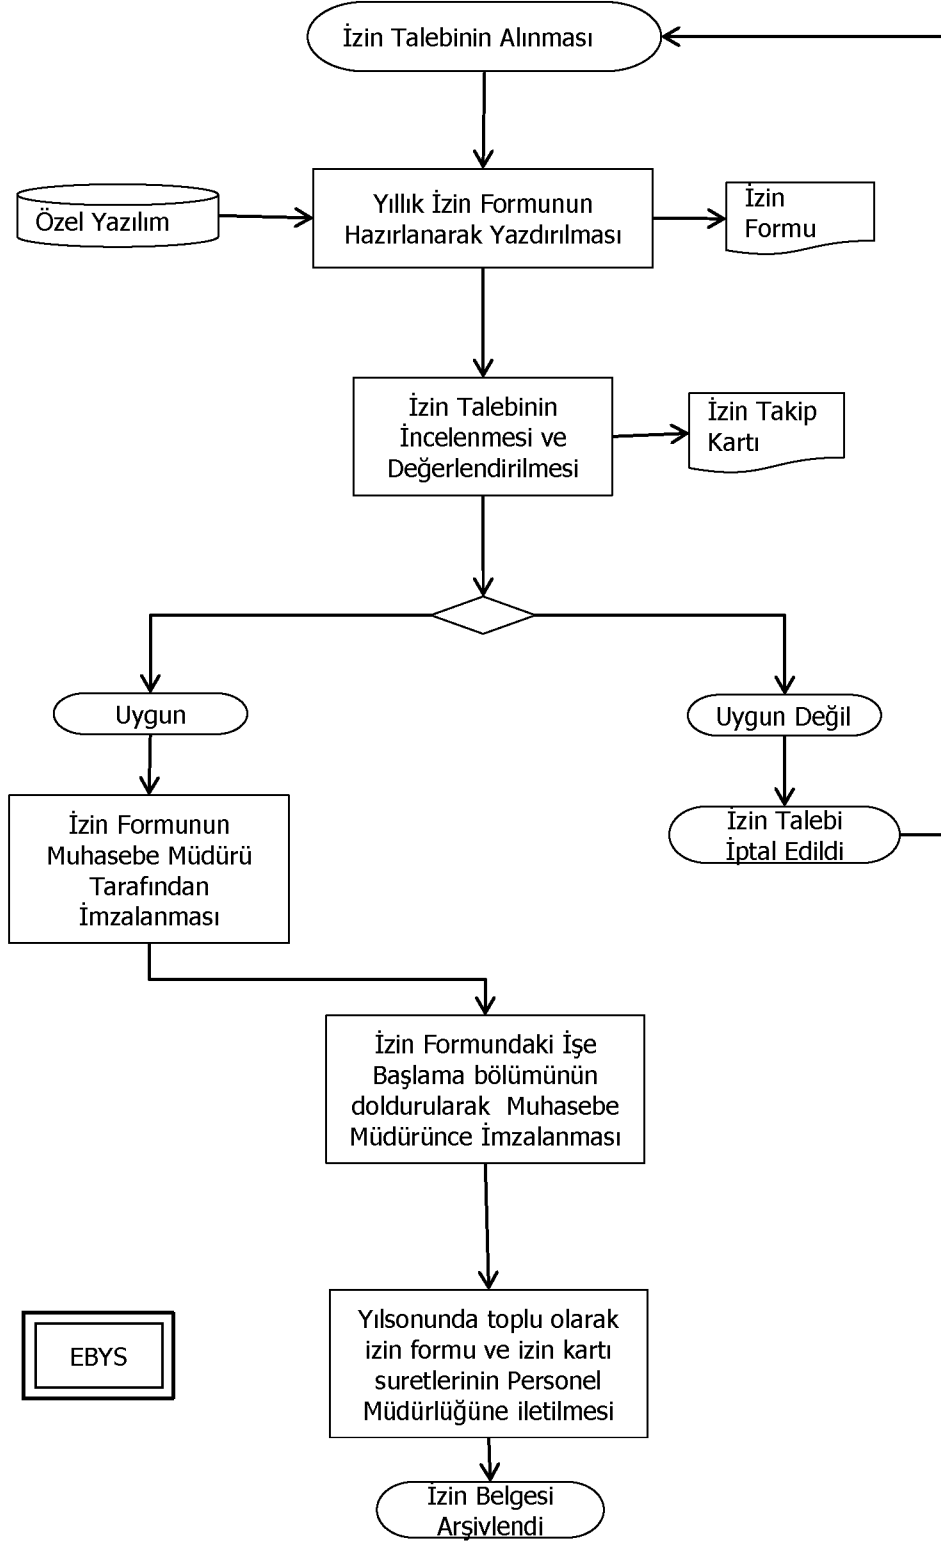 İzin Talebinin Alınması
Özel Yazılım
Yıllık İzin Formunun
Hazırlanarak Yazdırılması
İzin
Formu
İzin Talebinin
İncelenmesi ve
Değerlendirilmesi
İzin Takip
Kartı
Uygun
Uygun Değil
İzin Formunun
Muhasebe Müdürü
Tarafından
İmzalanması
İzin Talebi
İptal Edildi
İzin Formundaki İşe
Başlama bölümünün
doldurularak  Muhasebe
Müdürünce İmzalanması
EBYS
Yılsonunda toplu olarak
izin formu ve izin kartı
suretlerinin Personel
Müdürlüğüne iletilmesi
İzin Belgesi
Arşivlendi